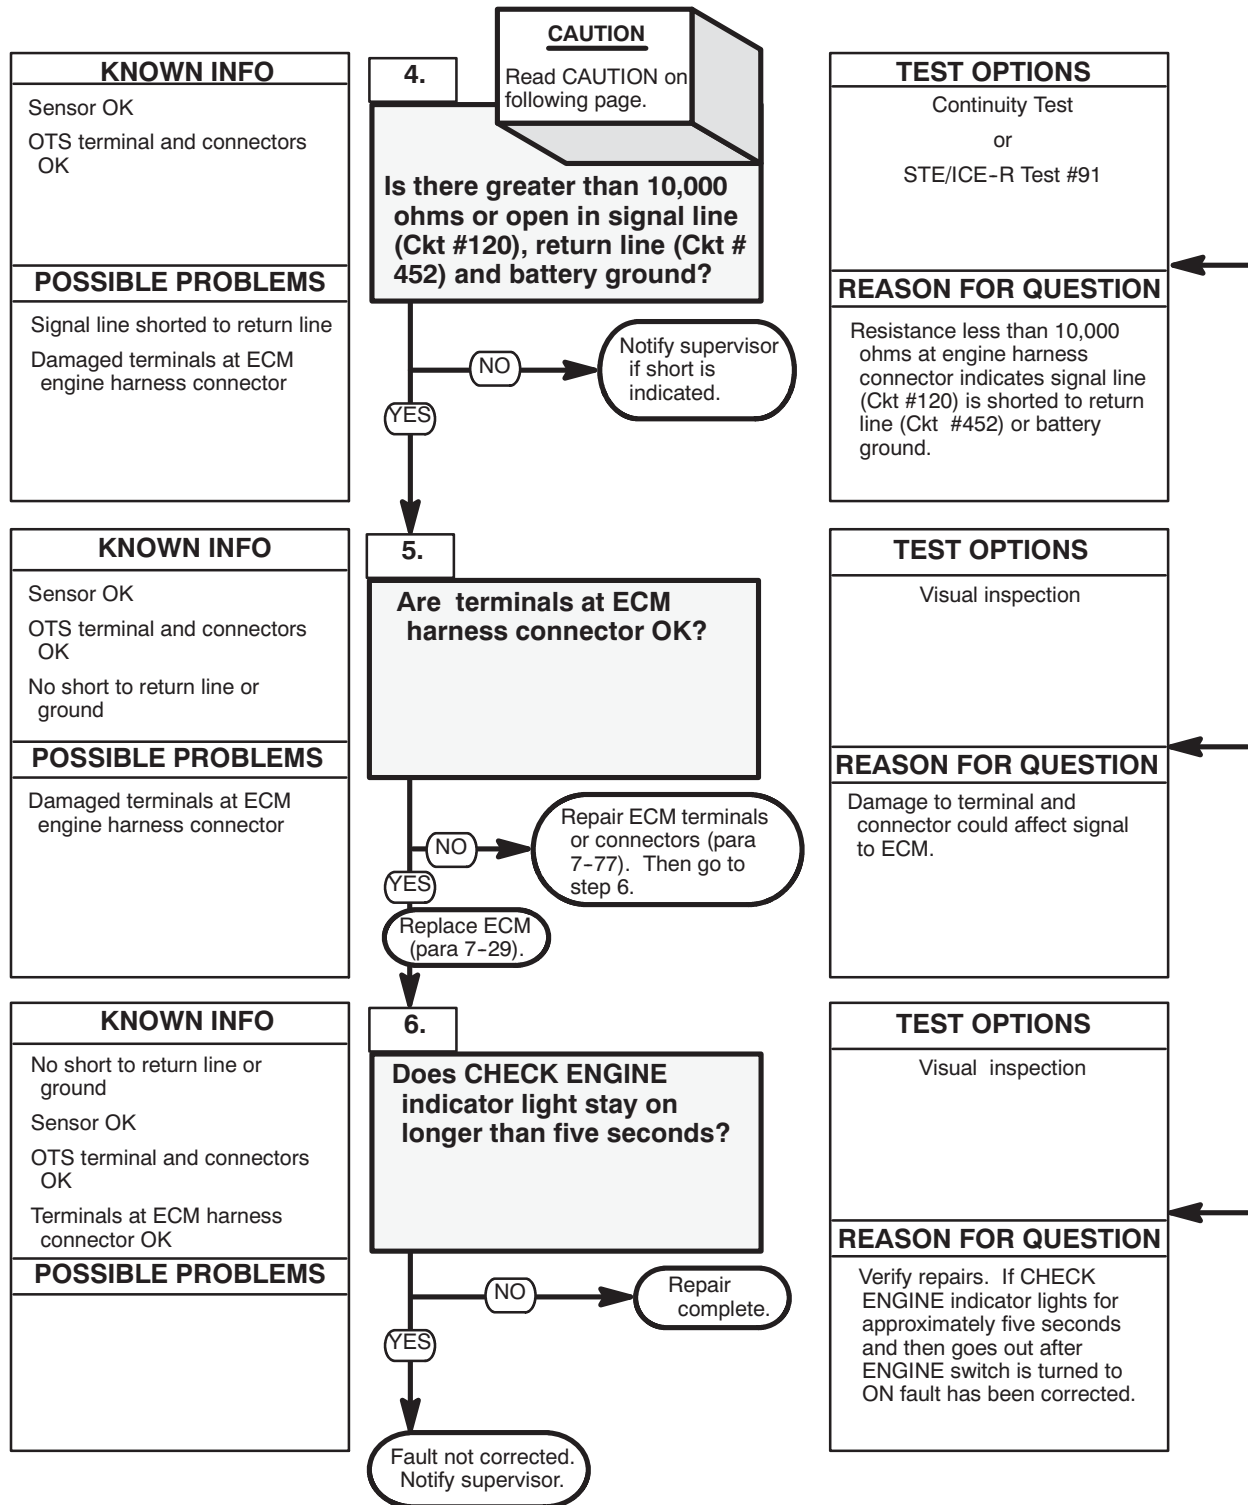 CAUTION
Read CAUTION on
following page.
KNOWN INFO
Sensor OK
OTS terminal and connectors
OK
POSSIBLE PROBLEMS
Signal line shorted to return line
Damaged terminals at ECM
engine harness connector
4.
Is there greater than 10,000
ohms or open in signal line
(Ckt #120), return line (Ckt #
452) and battery ground?
NO
Notify supervisor
if short is
indicated.
YES
TEST OPTIONS
Continuity Test
or
STE/ICE-R Test #91
REASON FOR QUESTION
Resistance less than 10,000
ohms at engine harness
connector indicates signal line
(Ckt #120) is shorted to return
line (Ckt #452) or battery
ground.
KNOWN INFO
Sensor OK
OTS terminal and connectors
OK
No short to return line or
ground
POSSIBLE PROBLEMS
Damaged terminals at ECM
engine harness connector
5.
Are terminals at ECM
harness connector OK?
NO
Repair ECM terminals
or connectors (para
7-77). Then go to
step 6.
YES
Replace ECM
(para 7-29).
TEST OPTIONS
Visual inspection
REASON FOR QUESTION
Damage to terminal and
connector could affect signal
to ECM.
KNOWN INFO
No short to return line or
ground
Sensor OK
OTS terminal and connectors
OK
Terminals at ECM harness
connector OK
POSSIBLE PROBLEMS
6.
Does CHECK ENGINE
indicator light stay on
longer than five seconds?
NO
Repair
complete.
YES
Fault not corrected.
Notify supervisor.
TEST OPTIONS
Visual inspection
REASON FOR QUESTION
Verify repairs. If CHECK
ENGINE indicator lights for
approximately five seconds
and then goes out after
ENGINE switch is turned to
ON fault has been corrected.